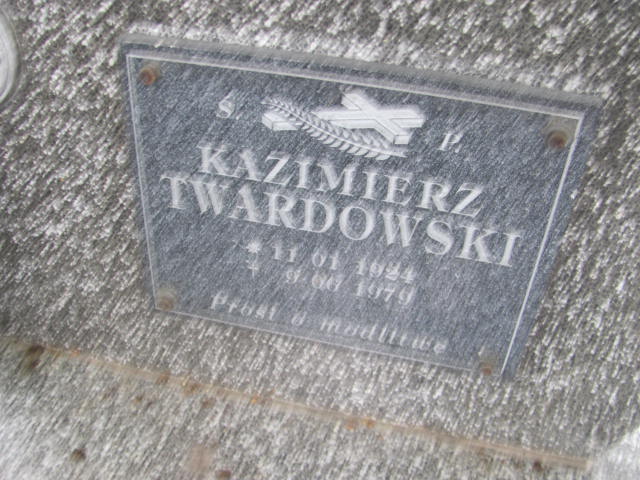 Ś. P.
KAZIMIERZ
TWARDOWSKI
* 11 01 1924
† 9.06 1979
Prosi o modlitwę